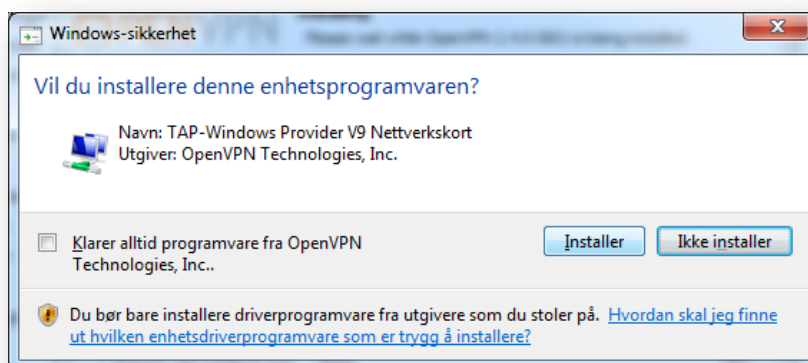 Windows-sikkerhet
Vil du installere denne enhetsprogramvaren?
Navn: TAP-Windows Provider V9 Nettverkskort
Utgiver: OpenVPN Technologies, Inc.
Klarer alltid programvare fra OpenVPN
Technologies, Inc..
Installer
Ikke installer
Du bør bare installere driverprogramvare fra utgivere som du stoler på. Hvordan skal jeg finne
ut hvilken enhetsdriverprogramvare som er trygg å installere?